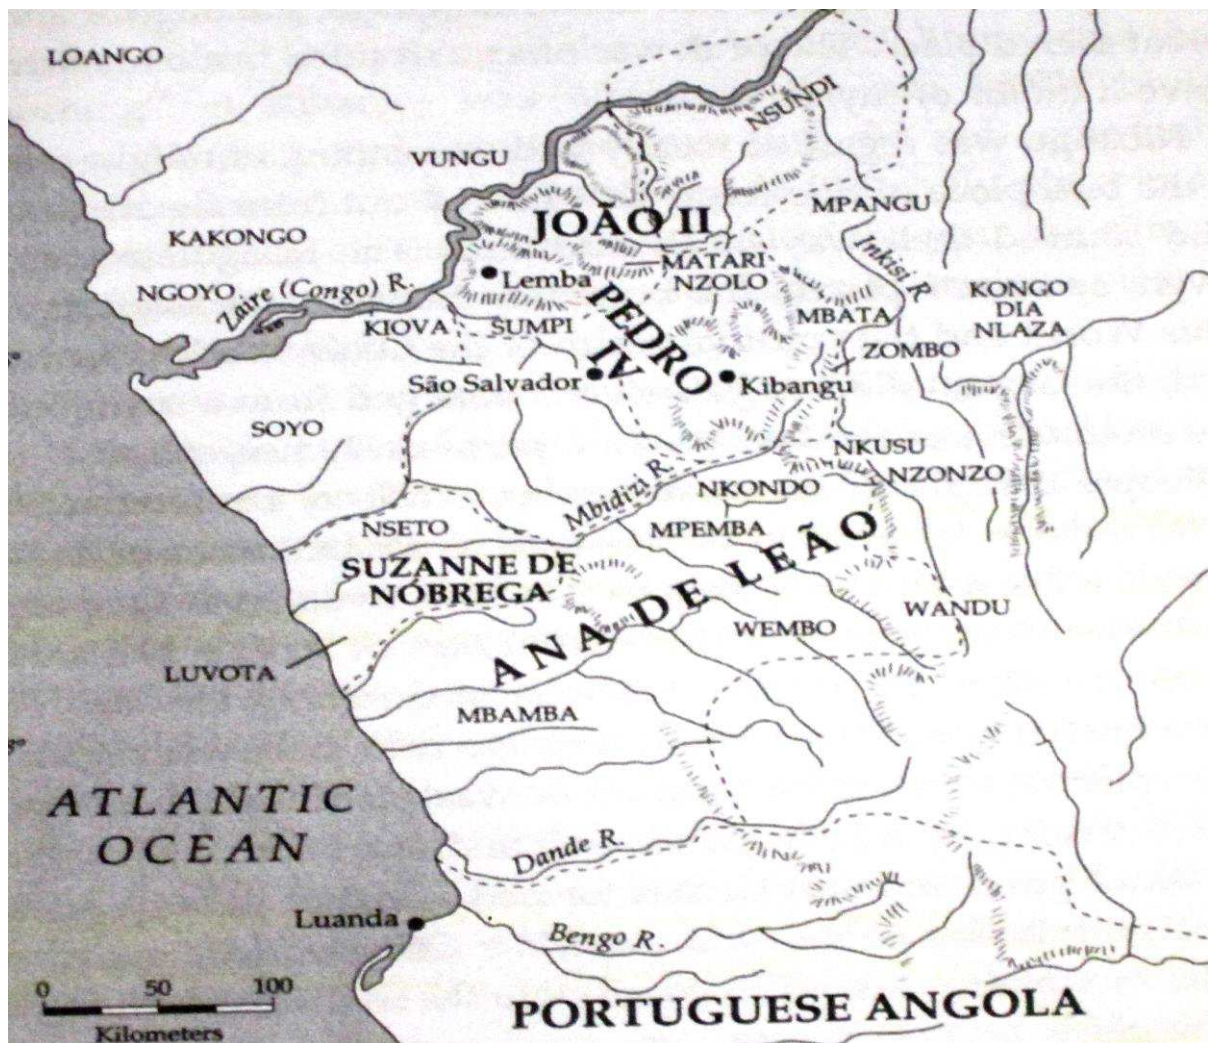 LOANGO
NSUNDI
VUNGU
JOÃO II
MPANGU
KAKONGO
MATARI
NZOLO
Inkisi R.
NGOYO
Zaire (Congo) R.
Lemba
KONGO
DIA
NLAZA
KIOVA
SUMPI
PEDRO
IV
MBATA
ZOMBO
São Salvador
Kibangu
SOYO
NKUSU
NZONZO
Mbidizi R.
NKONDO
NSETO
MPEMBA
SUZANNE DE
NÓBREGA
ANA DE LEÃO
WANDU
WEMBO
LUVOTA
MBAMBA
ATLANTIC
OCEAN
Dande R.
Luanda
Bengo R.
0 50 100
Kilometers
PORTUGUESE ANGOLA